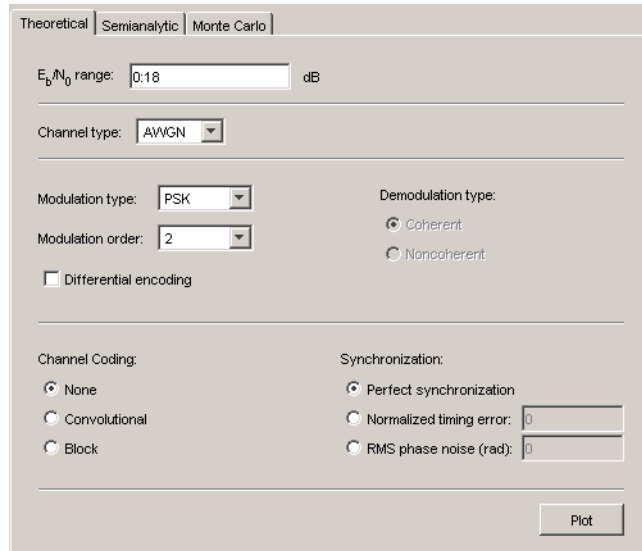 Theoretical Semianalytic Monte Carlo
Eb/N0 range: 0:18 dB
Channel type: AWGN
Modulation type: PSK
Demodulation type:
Coherent
Modulation order: 2
Noncoherent
Differential encoding
Channel Coding:
None
Convolutional
Block
Synchronization:
Perfect synchronization
Normalized timing error: 0
RMS phase noise (rad): 0
Plot